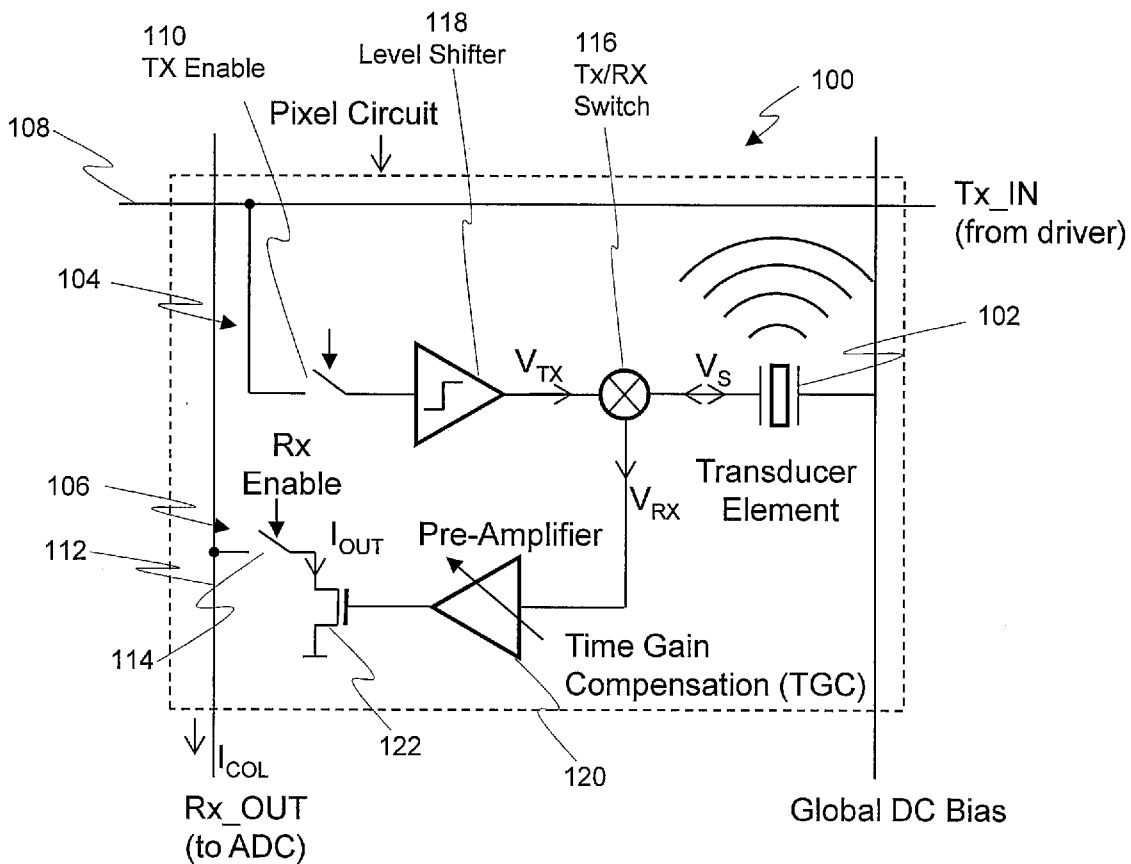 110
TX Enable
118
Level Shifter
116
Tx/RX
Switch
100
Pixel Circuit
108
Tx_IN
(from driver)
104
102
V_TX
V_S
Rx
Enable
Transducer
Element
106
V_RX
I_OUT
Pre-Amplifier
112
Time Gain
Compensation (TGC)
114
122
120
I_COL
Rx_OUT
(to ADC)
Global DC Bias